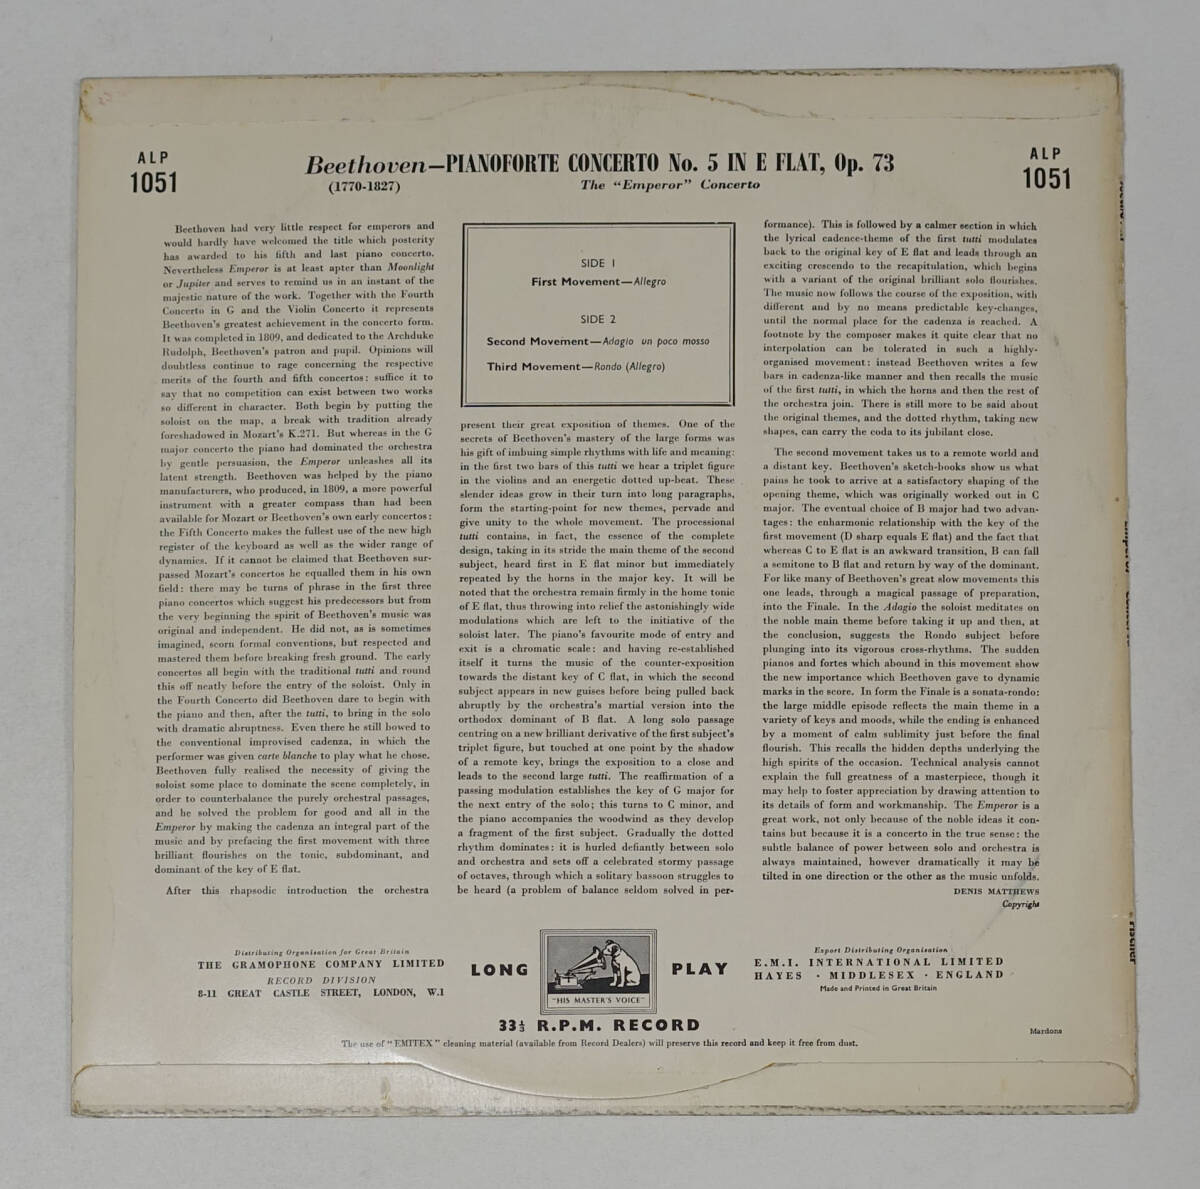 ALP
1051
Beethoven—PIANOFORTE CONCERTO No. 5 IN E FLAT, Op. 73
(1770-1827)
The "Emperor" Concerto
ALP
1051
Beethoven had very little respect for emperors and
would hardly have welcomed the title which posterity
has awarded to his fifth and last piano concerto.
Nevertheless Emperor is at least apter than Moonlight
or Jupiter and serves to remind us in an instant of the
majestic nature of the work. Together with the Fourth
Concerto in G and the Violin Concerto it represents
Beethoven's greatest achievement in the concerto form.
It was completed in 1809, and dedicated to the Archduke
Rudolph, Beethoven's patron and pupil. Opinions will
doubtless continue to rage concerning the respective
merits of the fourth and fifth concertos: suffice it to
say that no competition can exist between two works
so different in character. Both begin by putting the
soloist on the map, a break with tradition already
foreshadowed in Mozart's K.271. But whereas in the G
major concerto the piano had dominated the orchestra
by gentle persuasion, the Emperor unleashes all its
latent strength. Beethoven was helped by the piano
manufacturers, who produced, in 1809, a more powerful
instrument with a greater compass than had been
available for Mozart or Beethoven's own early concertos:
the Fifth Concerto makes the fullest use of the new high
register of the keyboard as well as the wider range of
dynamics. If it cannot be claimed that Beethoven sur-
passed Mozart's concertos he equalled them in his own
field: there may be turns of phrase in the first three
piano concertos which suggest his predecessors but from
the very beginning the spirit of Beethoven's music was
original and independent. He did not, as is sometimes
imagined, scorn formal conventions, but respected and
mastered them before breaking fresh ground. The early
concertos all begin with the traditional tutti and round
this off neatly before the entry of the soloist. Only in
the Fourth Concerto did Beethoven dare to begin with
the piano and then, after the tutti, to bring in the solo
with dramatic abruptness. Even there he still bowed to
the conventional improvised cadenza, in which the
performer was given carte blanche to play what he chose.
Beethoven fully realised the necessity of giving the
soloist some place to dominate the scene completely, in
order to counterbalance the purely orchestral passages,
and he solved the problem for good and all in the
Emperor by making the cadenza an integral part of the
music and by prefacing the first movement with three
brilliant flourishes on the tonic, subdominant, and
dominant of the key of E flat.
After this rhapsodic introduction the orchestra
SIDE 1
First Movement—Allegro
SIDE 2
Second Movement—Adagio un poco mosso
Third Movement—Rondo (Allegro)
present their great exposition of themes. One of the
secrets of Beethoven's mastery of the large forms was
his gift of imbuing simple rhythms with life and meaning:
in the first two bars of this tutti we hear a triplet figure
in the violins and an energetic dotted up-beat. These
slender ideas grow in their turn into long paragraphs,
form the starting-point for new themes, pervade and
give unity to the whole movement. The processional
tutti contains, in fact, the essence of the complete
design, taking in its stride the main theme of the second
subject, heard first in E flat minor but immediately
repeated by the horns in the major key. It will be
noted that the orchestra remain firmly in the home tonic
of E flat, thus throwing into relief the astonishingly wide
modulations which are left to the initiative of the
soloist later. The piano's favourite mode of entry and
exit is a chromatic scale: and having re-established
itself it turns the music of the counter-exposition
towards the distant key of C flat, in which the second
subject appears in new guises before being pulled back
abruptly by the orchestra's martial version into the
orthodox dominant of B flat. A long solo passage
centring on a new brilliant derivative of the first subject's
triplet figure, but touched at one point by the shadow
of a remote key, brings the exposition to a close and
leads to the second large tutti. The reaffirmation of a
passing modulation establishes the key of G major for
the next entry of the solo; this turns to C minor, and
the piano accompanies the woodwind as they develop
a fragment of the first subject. Gradually the dotted
rhythm dominates: it is hurled defiantly between solo
and orchestra and sets off a celebrated stormy passage
of octaves, through which a solitary bassoon struggles to
be heard (a problem of balance seldom solved in per-
formance). This is followed by a calmer section in which
the lyrical cadence-theme of the first tutti modulates
back to the original key of E flat and leads through an
exciting crescendo to the recapitulation, which begins
with a variant of the original brilliant solo flourishes.
The music now follows the course of the exposition, with
different and by no means predictable key-changes,
until the normal place for the cadenza is reached. A
footnote by the composer makes it quite clear that no
interpolation can be tolerated in such a highly-
organised movement: instead Beethoven writes a few
bars in cadenza-like manner and then recalls the music
of the first tutti, in which the horns and then the rest of
the orchestra join. There is still more to be said about
the original themes, and the dotted rhythm, taking new
shapes, can carry the coda to its jubilant close.
The second movement takes us to a remote world and
a distant key. Beethoven's sketch-books show us what
pains he took to arrive at a satisfactory shaping of the
opening theme, which was originally worked out in C
major. The eventual choice of B major had two advan-
tages: the enharmonic relationship with the key of the
first movement (D sharp equals E flat) and the fact that
whereas C to E flat is an awkward transition, B can fall
a semitone to B flat and return by way of the dominant.
For like many of Beethoven's great slow movements this
one leads, through a magical passage of preparation,
into the Finale. In the Adagio the soloist meditates on
the noble main theme before taking it up and then, at
the conclusion, suggests the Rondo subject before
plunging into its vigorous cross-rhythms. The sudden
pianos and fortes which abound in this movement show
the new importance which Beethoven gave to dynamic
marks in the score. In form the Finale is a sonata-rondo:
the large middle episode reflects the main theme in a
variety of keys and moods, while the ending is enhanced
by a moment of calm sublimity just before the final
flourish. This recalls the hidden depths underlying the
high spirits of the occasion. Technical analysis cannot
explain the full greatness of a masterpiece, though it
may help to foster appreciation by drawing attention to
its details of form and workmanship. The Emperor is a
great work, not only because of the noble ideas it con-
tains but because it is a concerto in the true sense: the
subtle balance of power between solo and orchestra is
always maintained, however dramatically it may be
tilted in one direction or the other as the music unfolds.
DENIS MATTHEWS
Copyright
Distributing Organisation for Great Britain
THE GRAMOPHONE COMPANY LIMITED
RECORD DIVISION
8-11 GREAT CASTLE STREET, LONDON, W.1
LONG PLAY
"HIS MASTER'S VOICE"
33⅓ R.P.M. RECORD
Export Distributing Organisation
E.M.I. INTERNATIONAL LIMITED
HAYES · MIDDLESEX · ENGLAND
Made and Printed in Great Britain
Mardons
The use of "EMITEX" cleaning material (available from Record Dealers) will preserve this record and keep it free from dust.